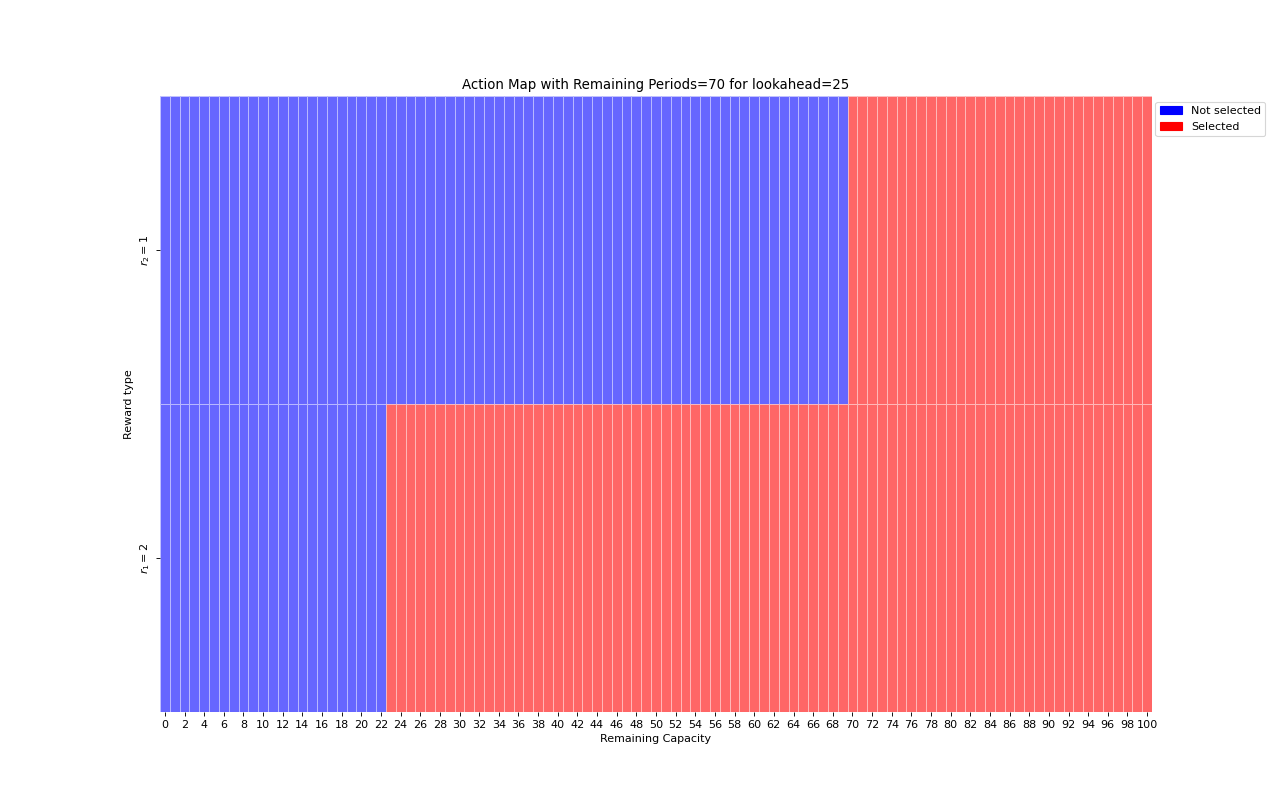 Action Map with Remaining Periods=70 for lookahead=25
Not selected
Selected
r₂ = 1
Reward type
r₁ = 2
0 2 4 6 8 10 12 14 16 18 20 22 24 26 28 30 32 34 36 38 40 42 44 46 48 50 52 54 56 58 60 62 64 66 68 70 72 74 76 78 80 82 84 86 88 90 92 94 96 98 100
Remaining Capacity